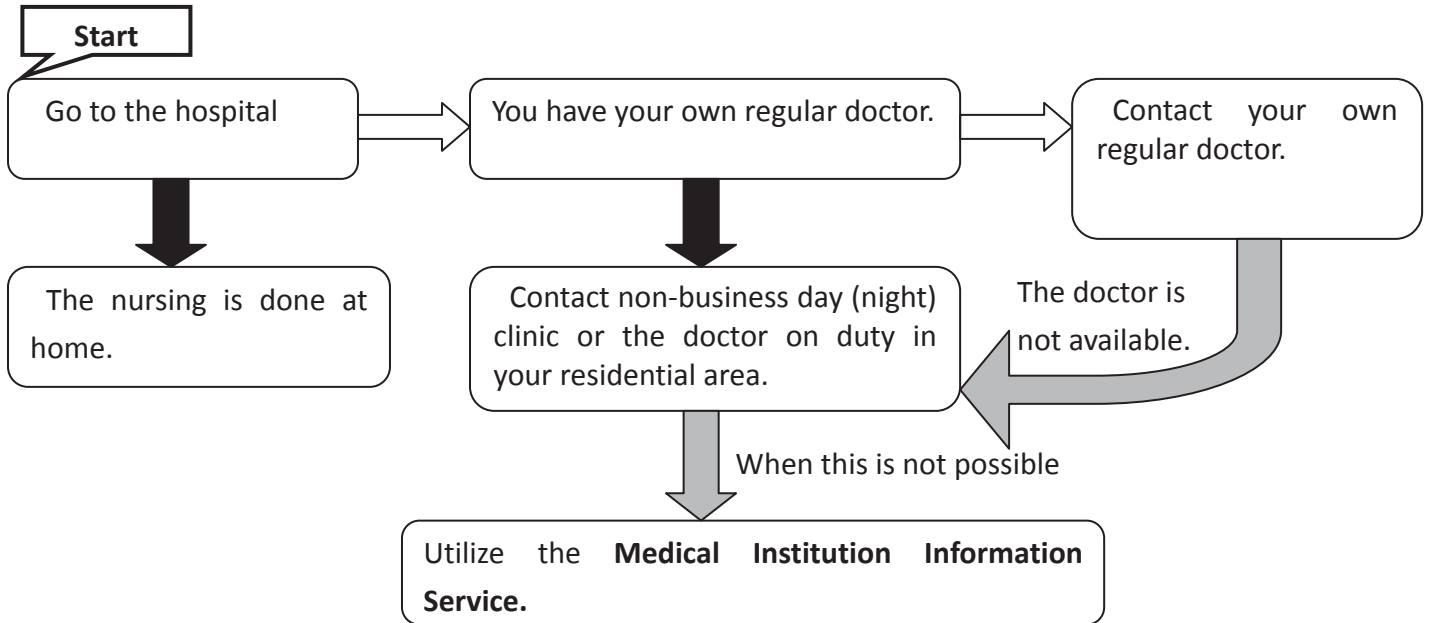 Start
Go to the hospital
You have your own regular doctor.
Contact your own
regular doctor.
The nursing is done at
home.
Contact non-business day (night)
clinic or the doctor on duty in
your residential area.
The doctor is
not available.
When this is not possible
Utilize the Medical Institution Information
Service.